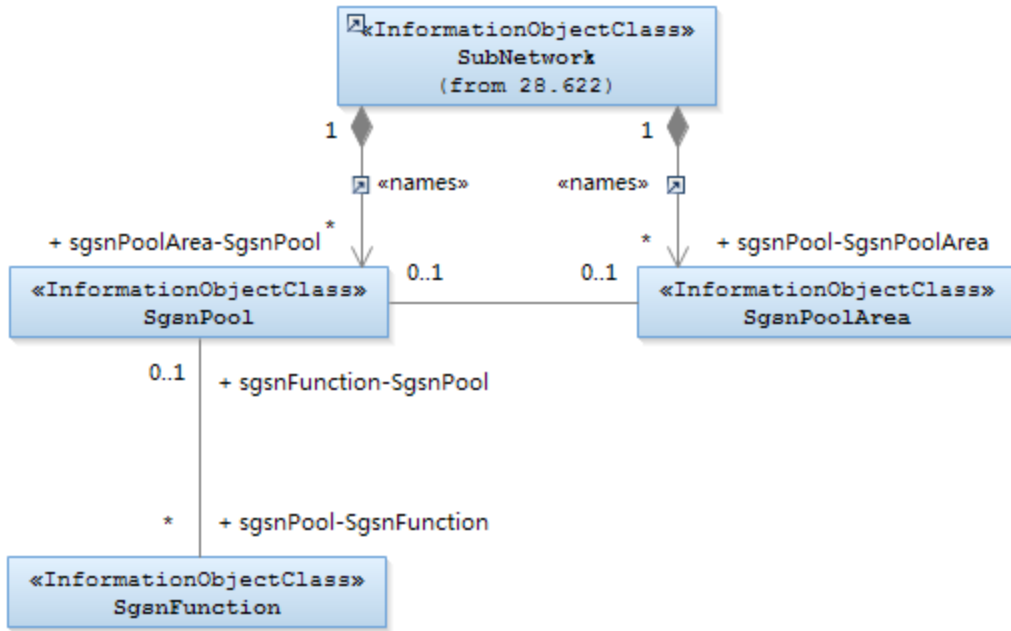 «InformationObjectClass»
SubNetwork
(from 28.622)
1
1
«names»
«names»
+ sgsnPoolArea-SgsnPool
*
*
+ sgsnPool-SgsnPoolArea
0..1
0..1
«InformationObjectClass»
SgsnPool
«InformationObjectClass»
SgsnPoolArea
0..1
+ sgsnFunction-SgsnPool
*
+ sgsnPool-SgsnFunction
«InformationObjectClass»
SgsnFunction